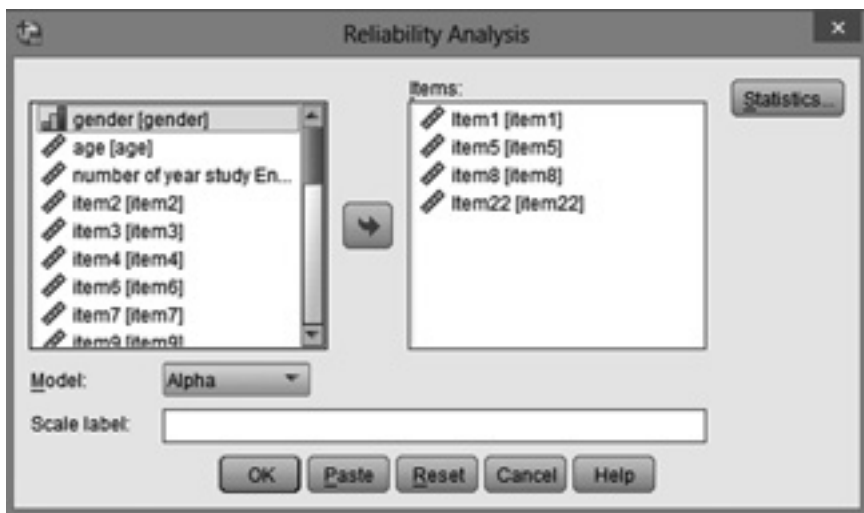 Reliability Analysis
gender [gender]
age [age]
number of year study En...
item2 [item2]
item3 [item3]
item4 [item4]
item6 [item6]
item7 [item7]
item9 [item9]
Items:
Item1 [item1]
item5 [item5]
item8 [item8]
Item22 [item22]
Statistics...
Model:
Alpha
Scale label:
OK
Paste
Reset
Cancel
Help